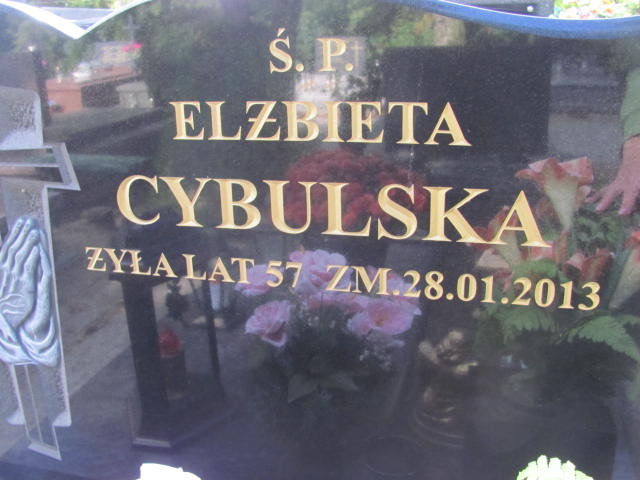 Ś. P.
ELŻBIETA
CYBULSKA
ŻYŁA LAT 57 ZM.28.01.2013